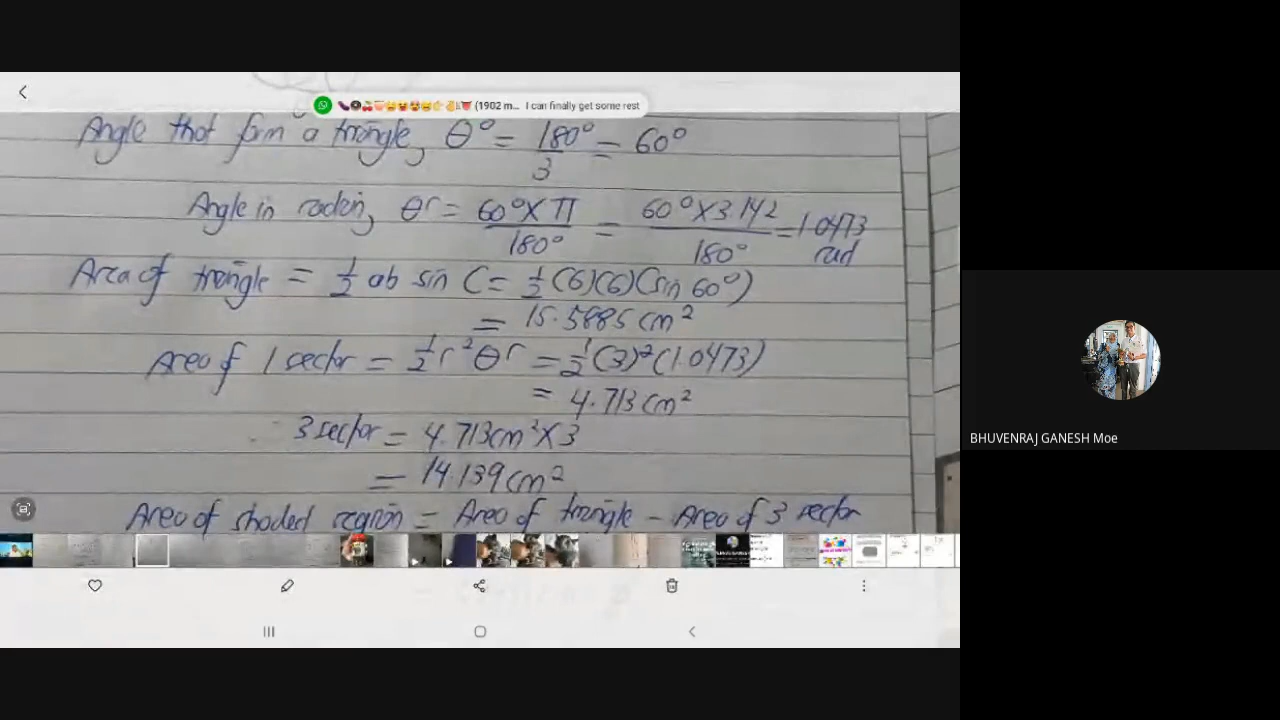 (1902 m... I can finally get some rest
Angle that form a triangle, θ° = 180°/3 = 60°
Angle in radian, θr = 60° X π/180° = 60° X 3.142/180° = 1.0473 rad
Area of triangle = 1/2 ab sin C = 1/2 (6)(6)(sin 60°)
= 15.5885 cm²
Area of 1 sector = 1/2 r² θr = 1/2 (3)² (1.0473)
= 4.713 cm²
3 sector = 4.713 cm² X 3
= 14.139 cm²
Area of shaded region = Area of triangle - Area of 3 sector
BHUVENRAJ GANESH Moe